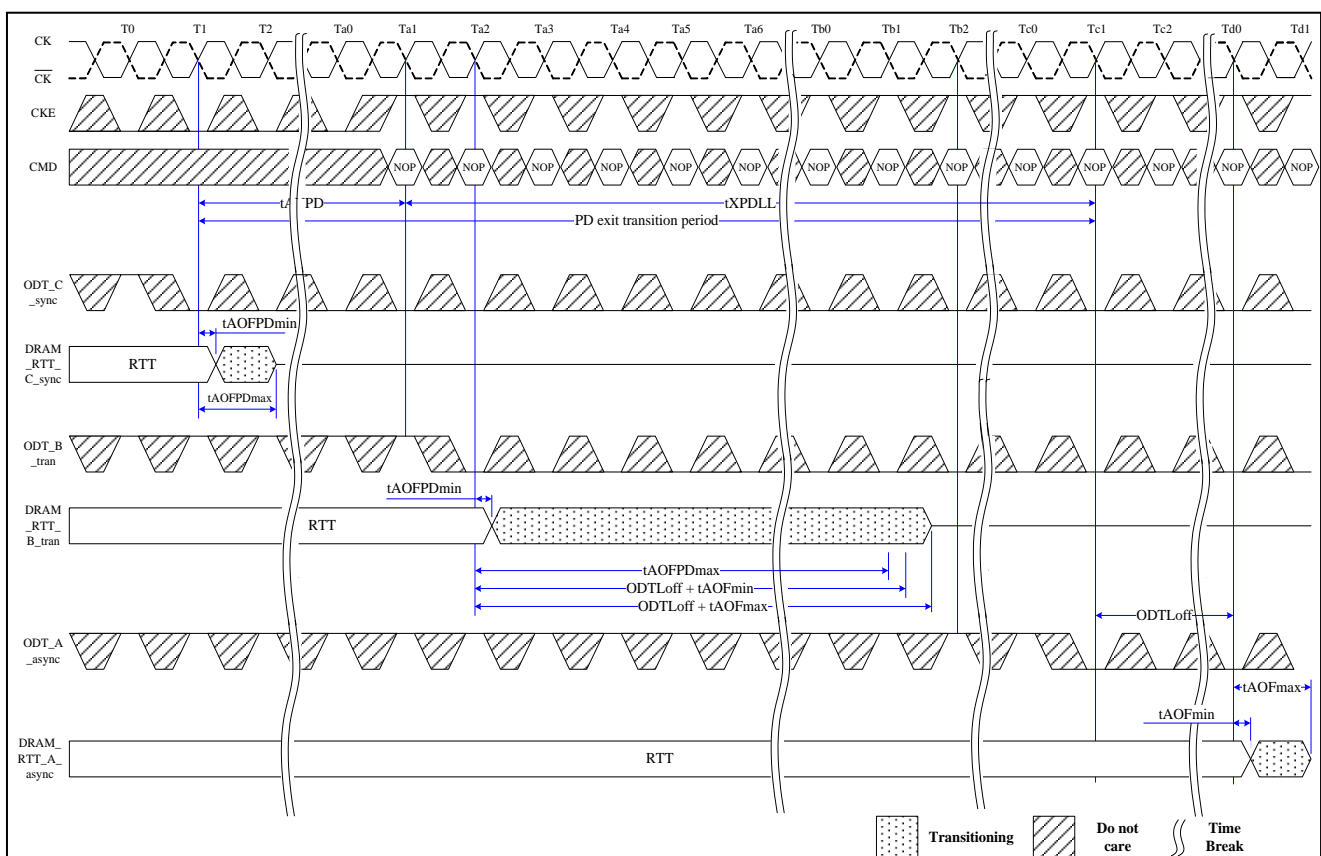 T0 T1 T2 Ta0 Ta1 Ta2 Ta3 Ta4 Ta5 Ta6 Tb0 Tb1 Tb2 Tc0 Tc1 Tc2 Td0 Td1
CK
CK
CKE
CMD
NOP NOP NOP NOP NOP NOP NOP NOP NOP NOP NOP NOP NOP NOP
tXPDLL
PD exit transition period
ODT_C
_sync
tAOFPDmin
DRAM
_RTT_
C_sync
RTT
tAOFPDmax
ODT_B
_tran
tAOFPDmin
DRAM
_RTT_
B_tran
RTT
tAOFPDmax
ODTLoff + tAOFmin
ODTLoff + tAOFmax
ODTLoff
ODT_A
_async
tAOFmax
tAOFmin
DRAM_
RTT_A_
async
RTT
Transitioning
Do not
care
Time
Break